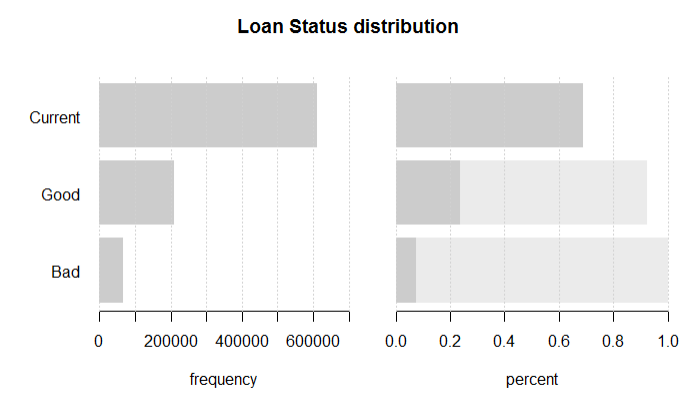 Loan Status distribution
Current
Good
Bad
0 200000 400000 600000
0.0 0.2 0.4 0.6 0.8 1.0
frequency
percent